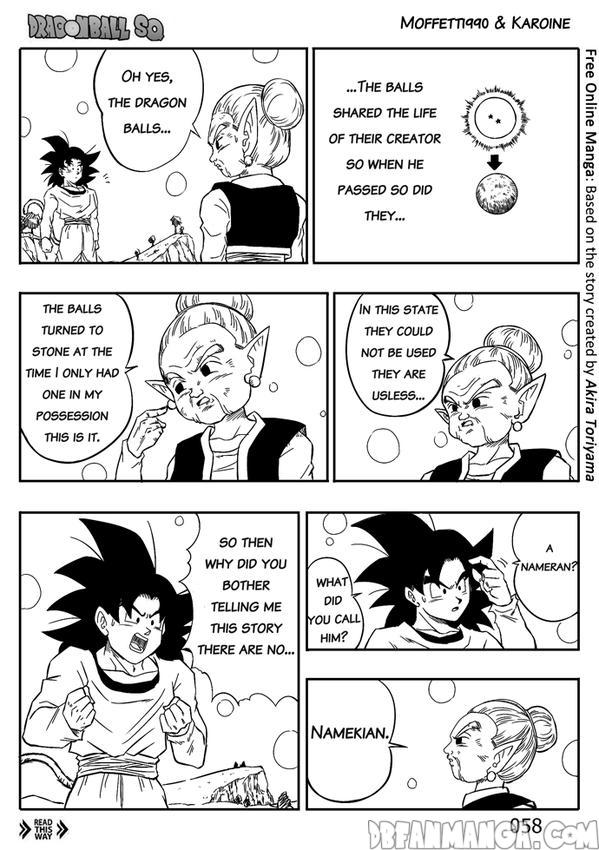 DRAGONBALL SQ
MOFFETT1990 & KAROINE
OH YES,
THE DRAGON
BALLS...
...THE BALLS
SHARED THE LIFE
OF THEIR CREATOR
SO WHEN HE
PASSED SO DID
THEY...
THE BALLS
TURNED TO
STONE AT THE
TIME I ONLY HAD
ONE IN MY
POSSESSION
THIS IS IT.
IN THIS STATE
THEY COULD
NOT BE USED
THEY ARE
USLESS...
SO THEN
WHY DID YOU
BOTHER
TELLING ME
THIS STORY
THERE ARE NO...
A
NAMERAN?
WHAT
DID
YOU CALL
HIM?
NAMEKIAN.
Free Online Manga: Based on the story created by Akira Toriyama
READ
THIS
WAY
058
DBFANMANGA.COM